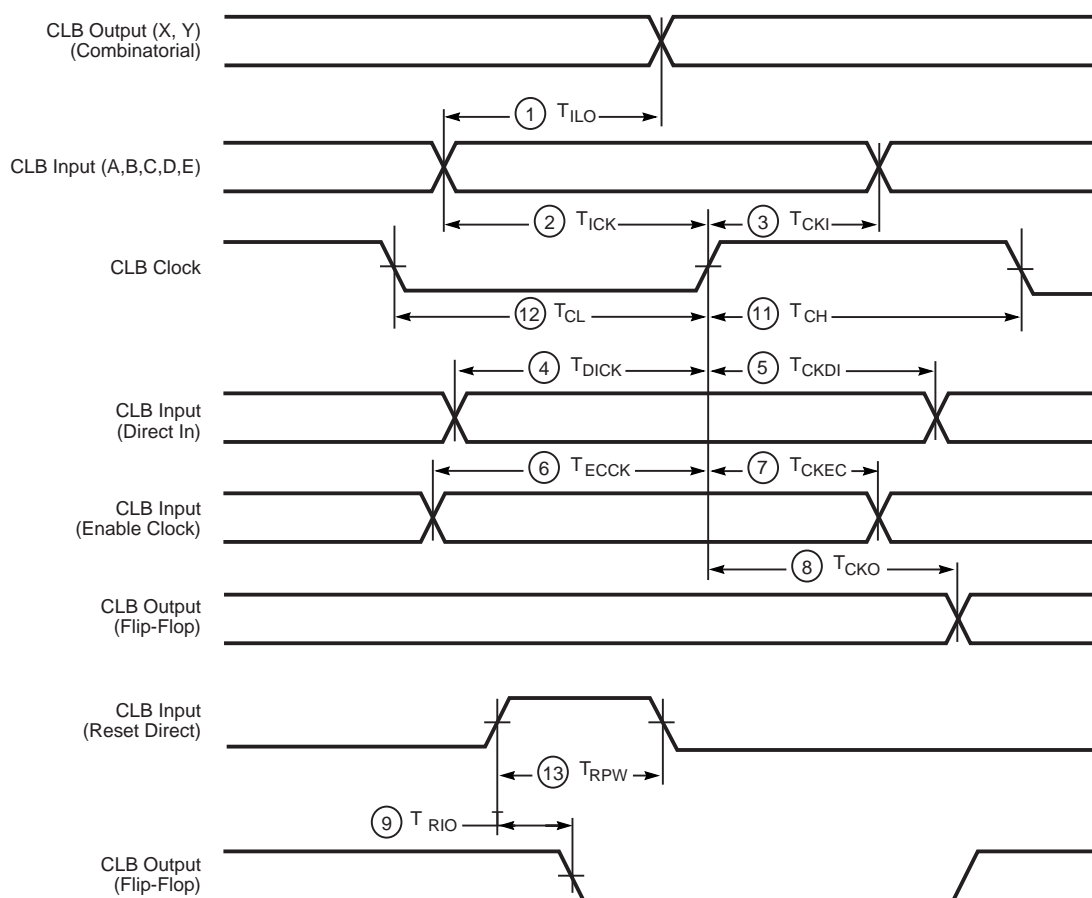 CLB Output (X, Y)
(Combinatorial)
1 TILO
CLB Input (A,B,C,D,E)
2 TICK
3 TCKI
CLB Clock
12 TCL
11 TCH
4 TDICK
5 TCKDI
CLB Input
(Direct In)
6 TECCK
7 TCKEC
CLB Input
(Enable Clock)
8 TCKO
CLB Output
(Flip-Flop)
CLB Input
(Reset Direct)
13 TRPW
9 T RIO
T
CLB Output
(Flip-Flop)